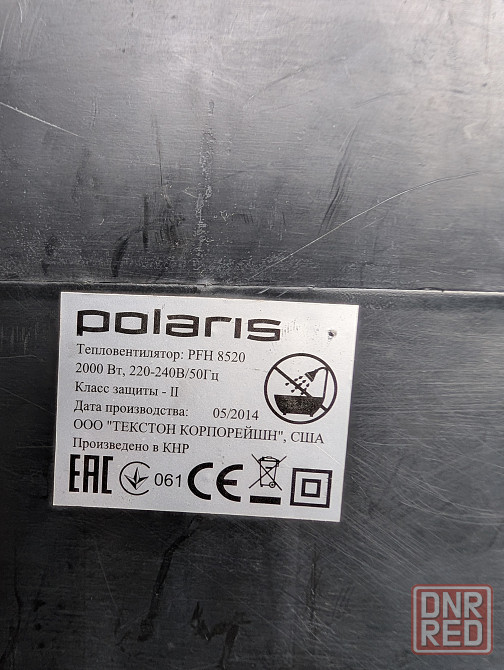 polaris
Тепловентилятор: PFH 8520
2000 Вт, 220-240В/50Гц
Класс защиты - II
Дата производства: 05/2014
ООО "ТЕКСТОН КОРПОРЕЙШН", США
Произведено в КНР
EAC 061 CE
DNR
RED